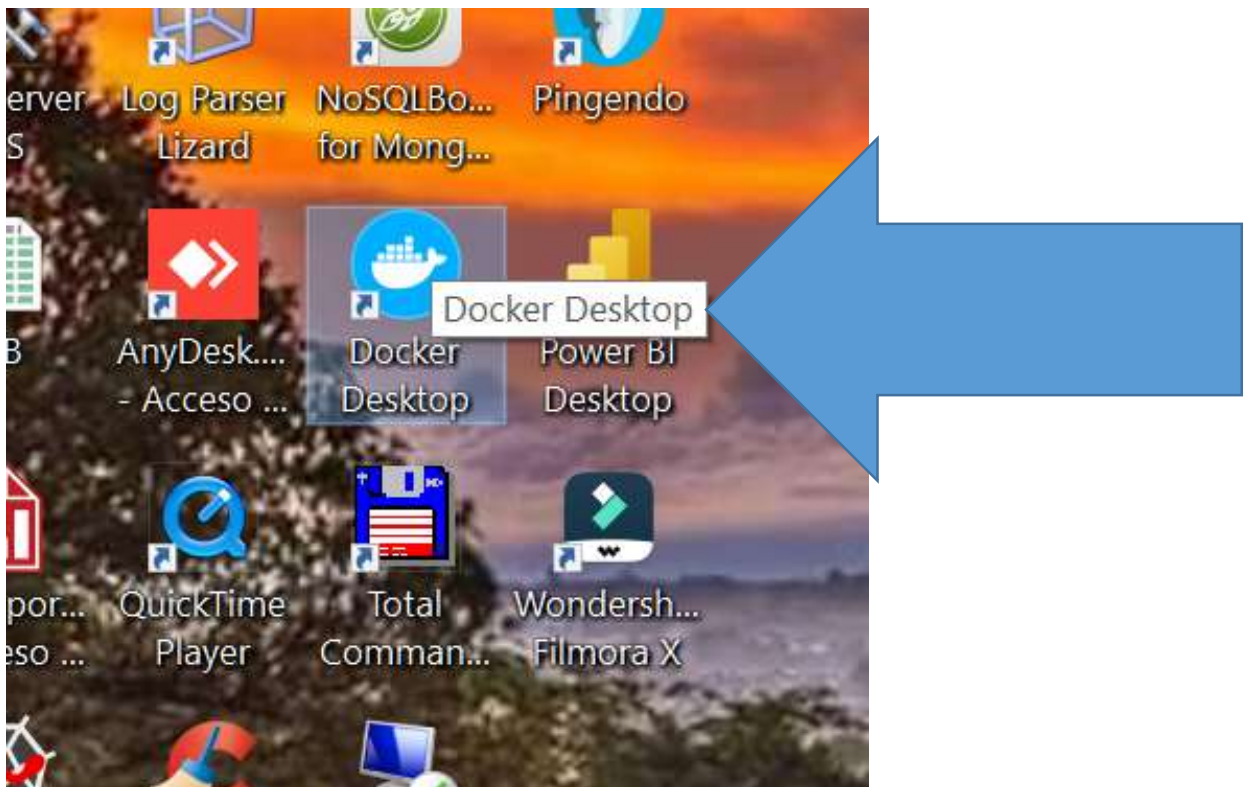 erver Log Parser NoSQLBo... Pingendo
S Lizard for Mong...
Docker Desktop
B AnyDesk.... Docker Power BI
- Acceso ... Desktop Desktop
por... QuickTime Total Wondersh...
eso ... Player Comman... Filmora X